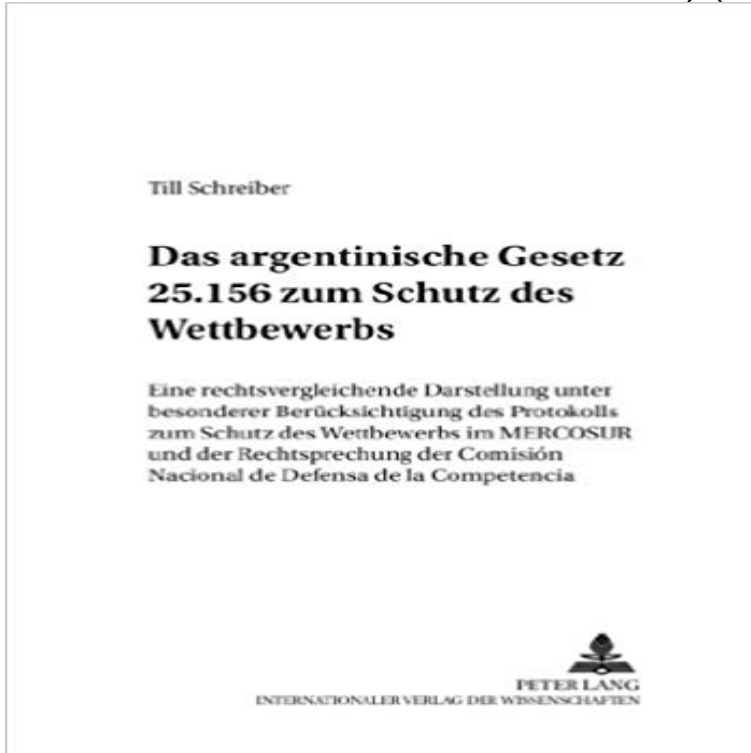 Till Schreiber
Das argentinische Gesetz
25.156 zum Schutz des
Wettbewerbs
Eine rechtsvergleichende Darstellung unter
besonderer Berücksichtigung des Protokolls
zum Schutz des Wettbewerbs im MERCOSUR
und der Rechtsprechung der Comisión
Nacional de Defensa de la Competencia
PETER LANG
INTERNATIONALER VERLAG DER WISSENSCHAFTEN